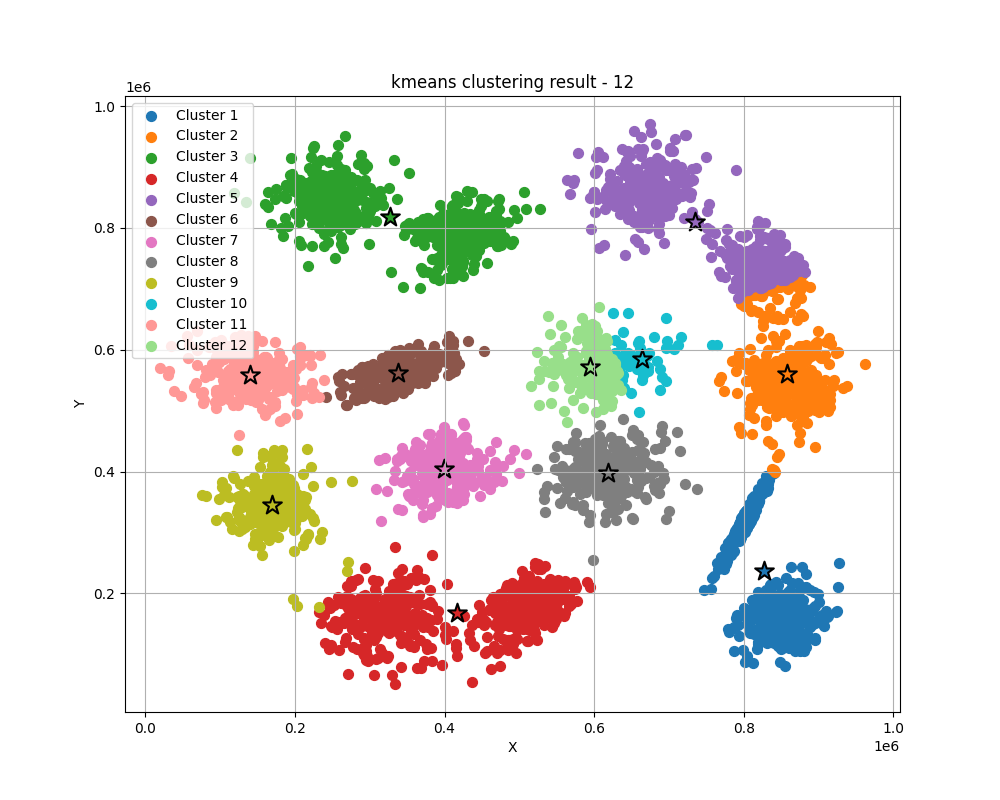 kmeans clustering result - 12
1e6
1.0
0.8
0.6
0.4
0.2
Y
Cluster 1
Cluster 2
Cluster 3
Cluster 4
Cluster 5
Cluster 6
Cluster 7
Cluster 8
Cluster 9
Cluster 10
Cluster 11
Cluster 12
0.0 0.2 0.4 0.6 0.8 1.0
X
1e6